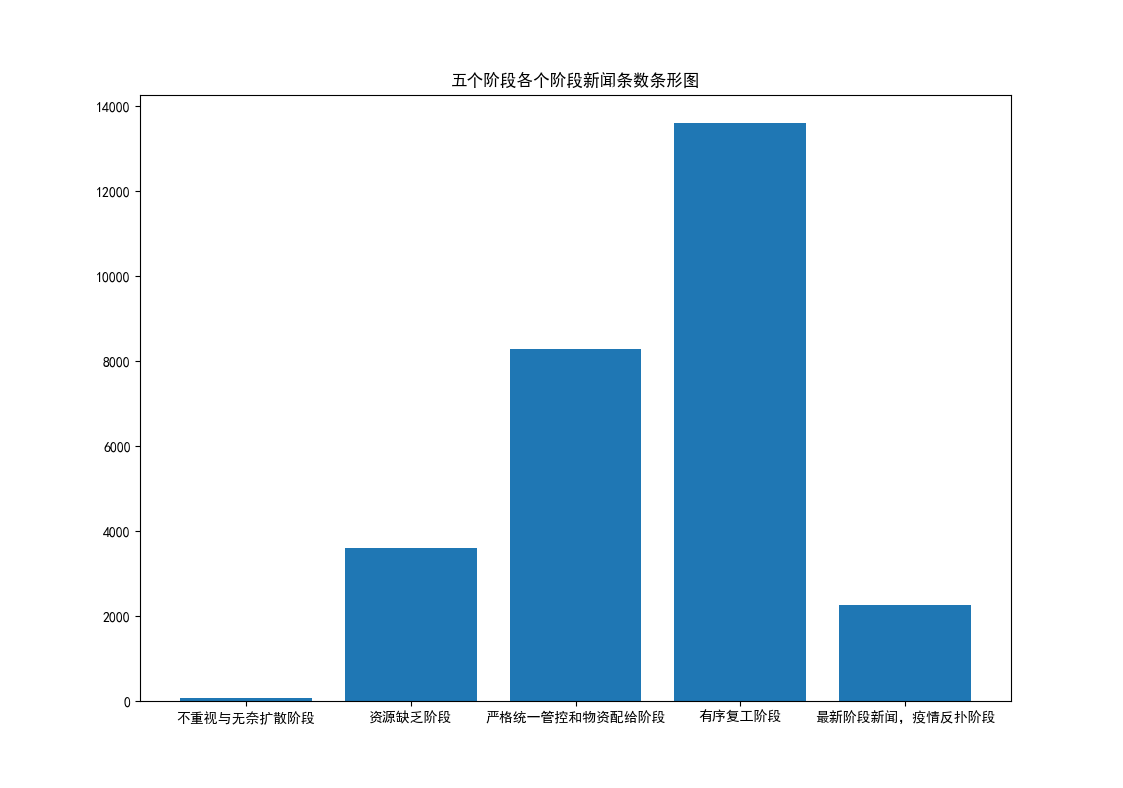 五个阶段各个阶段新闻条数条形图
14000
12000
10000
8000
6000
4000
2000
0
不重视与无奈扩散阶段
资源缺乏阶段
严格统一管控和物资配给阶段
有序复工阶段
最新阶段新闻，疫情反扑阶段